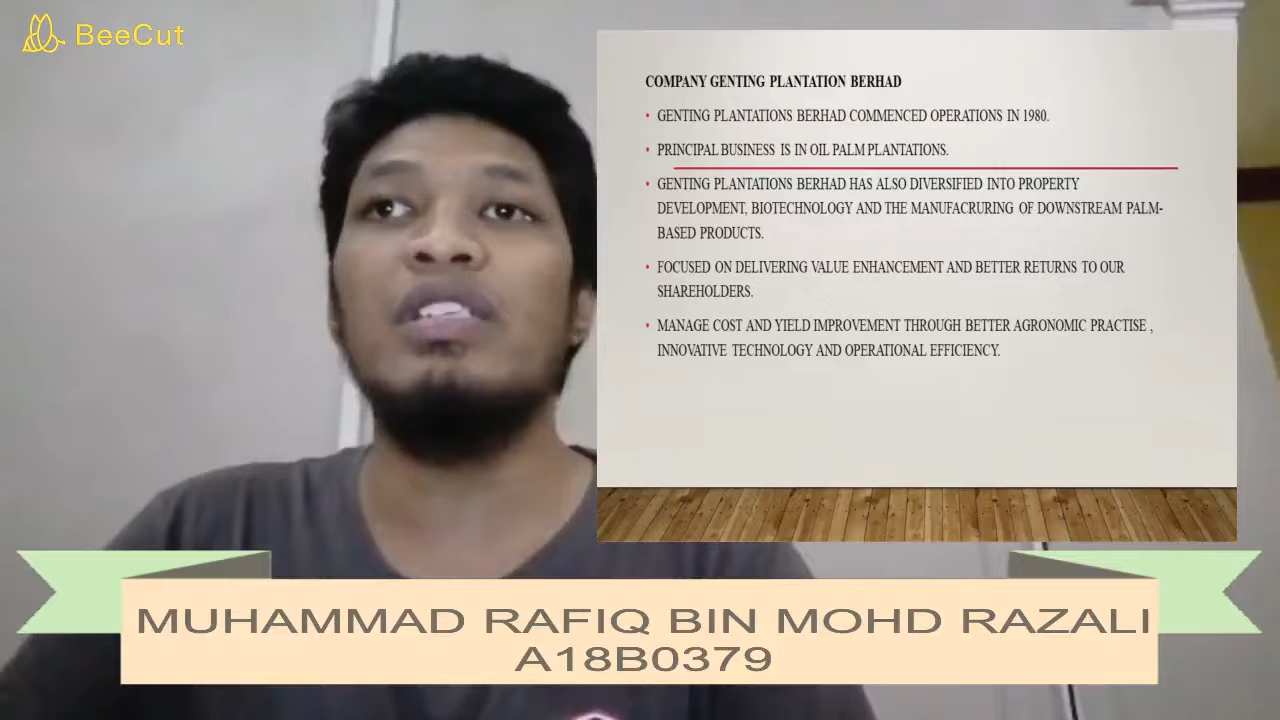 BeeCut
COMPANY GENTING PLANTATION BERHAD
• GENTING PLANTATIONS BERHAD COMMENCED OPERATIONS IN 1980.
• PRINCIPAL BUSINESS IS IN OIL PALM PLANTATIONS.
• GENTING PLANTATIONS BERHAD HAS ALSO DIVERSIFIED INTO PROPERTY
DEVELOPMENT, BIOTECHNOLOGY AND THE MANUFACRURING OF DOWNSTREAM PALM-
BASED PRODUCTS.
• FOCUSED ON DELIVERING VALUE ENHANCEMENT AND BETTER RETURNS TO OUR
SHAREHOLDERS.
• MANAGE COST AND YIELD IMPROVEMENT THROUGH BETTER AGRONOMIC PRACTISE ,
INNOVATIVE TECHNOLOGY AND OPERATIONAL EFFICIENCY.
MUHAMMAD RAFIQ BIN MOHD RAZALI
A18B0379